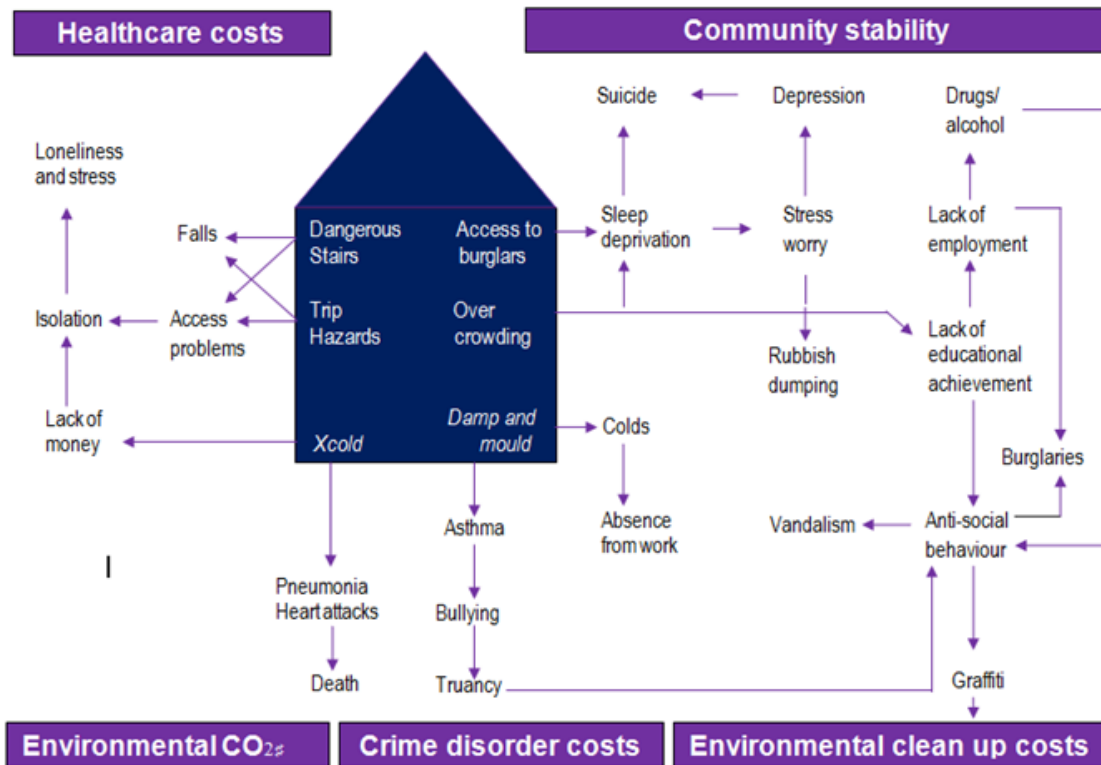 Healthcare costs
Community stability
Suicide
Depression
Drugs/
alcohol
Loneliness
and stress
Falls
Dangerous
Stairs
Access to
burglars
Sleep
deprivation
Stress
worry
Lack of
employment
Isolation
Access
problems
Trip
Hazards
Over
crowding
Rubbish
dumping
Lack of
educational
achievement
Lack of
money
Xcold
Damp and
mould
Colds
Burglaries
Asthma
Absence
from work
Vandalism
Anti-social
behaviour
Pneumonia
Heart attacks
Bullying
Death
Truancy
Graffiti
Environmental CO₂
Crime disorder costs
Environmental clean up costs